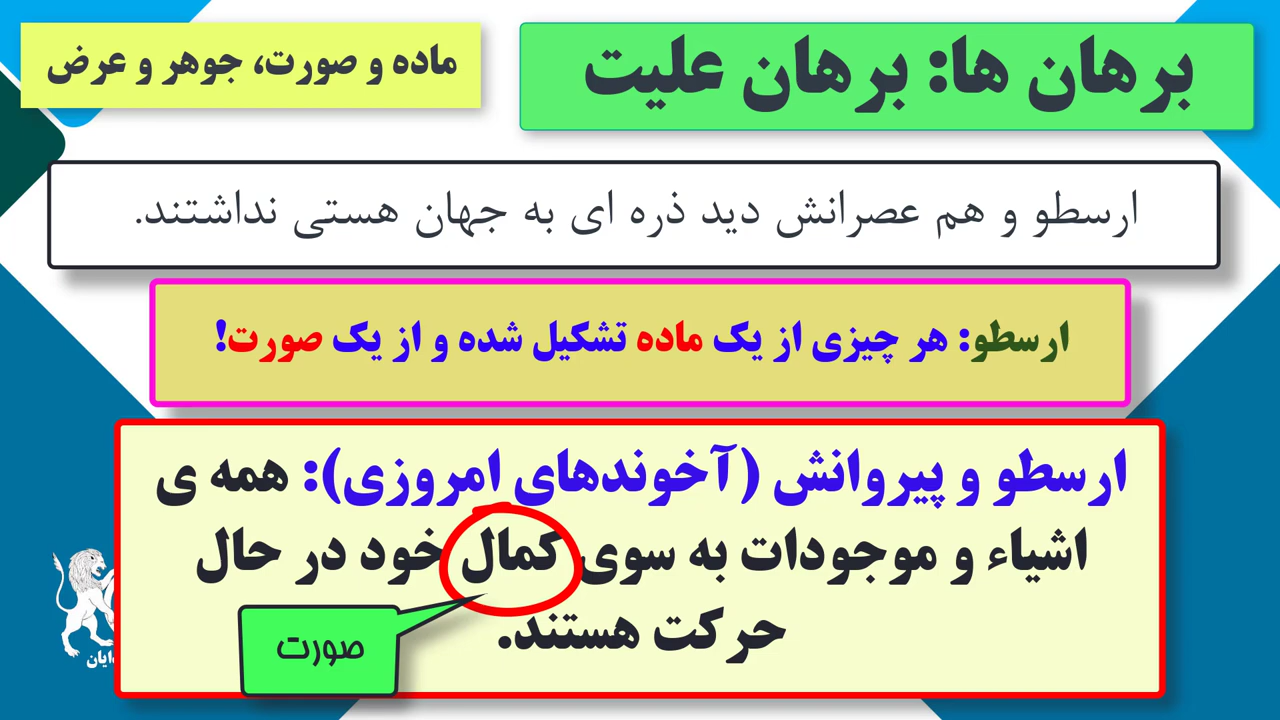 برهان ها: برهان علیت
ماده و صورت، جوهر و عرض
ارسطو و هم عصرانش دید ذره ای به جهان هستی نداشتند.
ارسطو: هر چیزی از یک ماده تشکیل شده و از یک صورت!
ارسطو و پیروانش (آخوندهای امروزی): همه ی
اشیاء و موجودات به سوی کمال خود در حال
حرکت هستند.
صورت